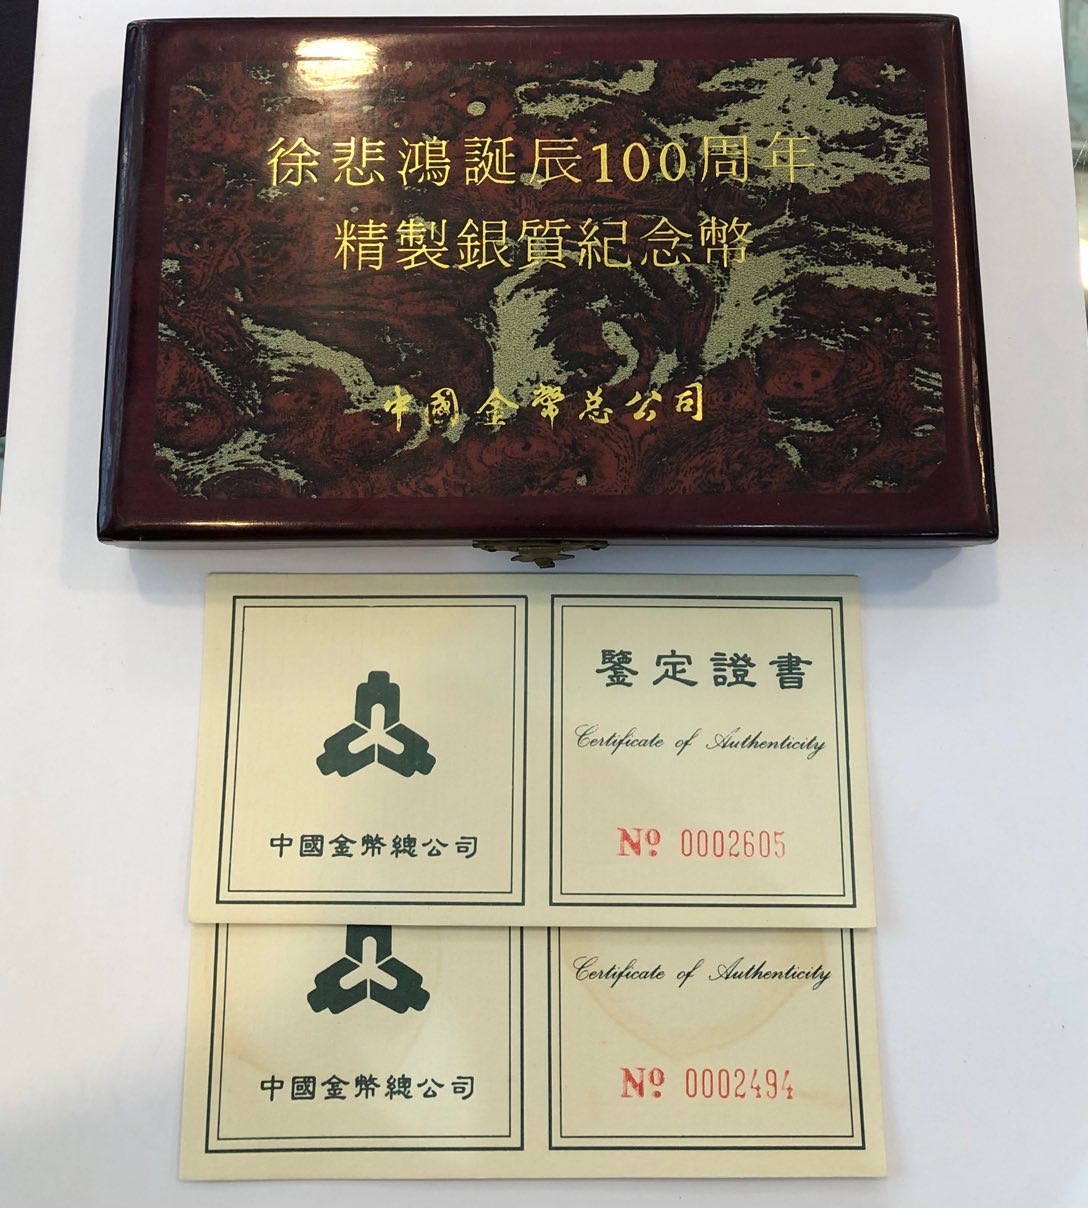 徐悲鴻誕辰100周年
精製銀質紀念幣
中國金幣总公司
中國金幣總公司
鑒定證書
Certificate of Authenticity
Nº 0002605
中國金幣總公司
Certificate of Authenticity
Nº 0002494